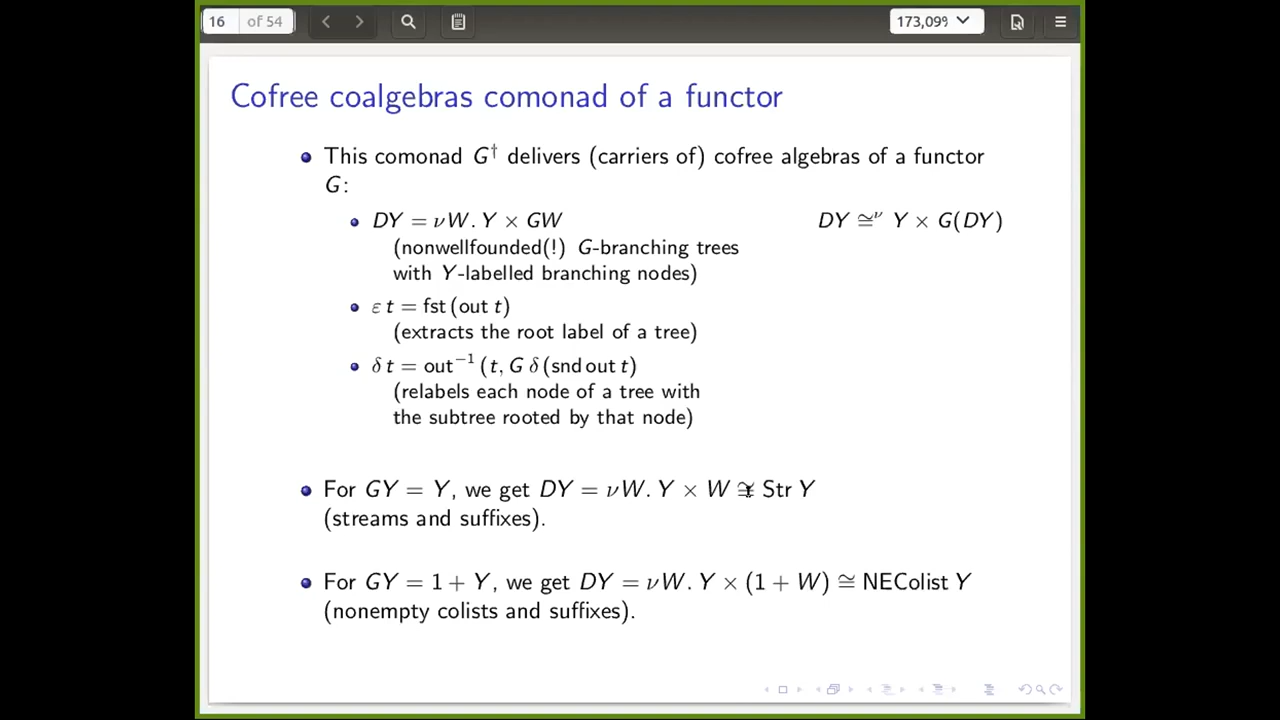 16 of 54 173,09%
Cofree coalgebras comonad of a functor
This comonad G† delivers (carriers of) cofree algebras of a functor
G:
DY = νW. Y × GW DY ≅ν Y × G(DY)
(nonwellfounded(!) G-branching trees
with Y-labelled branching nodes)
ε t = fst (out t)
(extracts the root label of a tree)
δ t = out−1 (t, G δ (snd out t)
(relabels each node of a tree with
the subtree rooted by that node)
For GY = Y, we get DY = νW. Y × W ≅ Str Y
(streams and suffixes).
For GY = 1 + Y, we get DY = νW. Y × (1 + W) ≅ NEColist Y
(nonempty colists and suffixes).